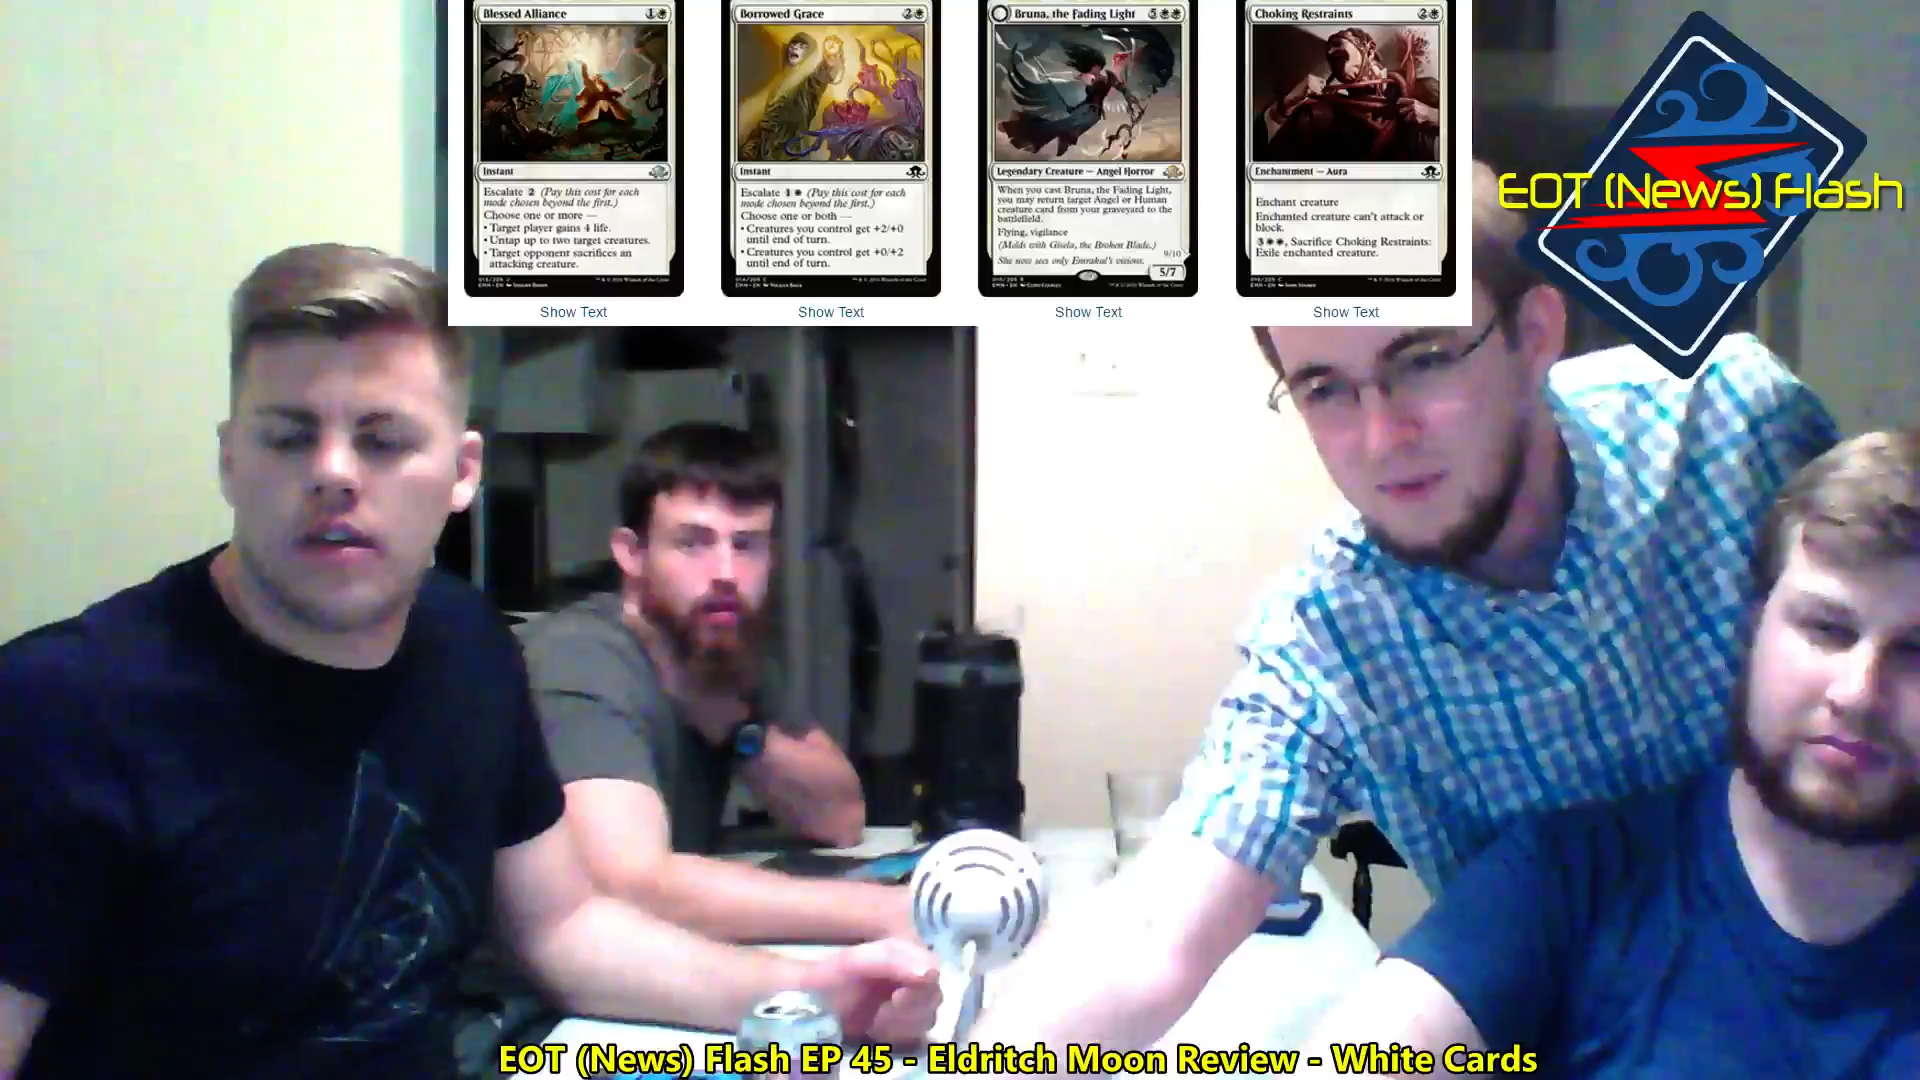 Blessed Alliance 1
Instant
Escalate 2 (Pay this cost for each
mode chosen beyond the first.)
Choose one or more —
• Target player gains 4 life.
• Untap up to two target creatures.
• Target opponent sacrifices an
attacking creature.
Show Text
Borrowed Grace 2
Instant
Escalate 1 (Pay this cost for each
mode chosen beyond the first.)
Choose one or both —
• Creatures you control get +2/+0
until end of turn.
• Creatures you control get +0/+2
until end of turn.
Show Text
Bruna, the Fading Light 5
Legendary Creature — Angel Horror
When you cast Bruna, the Fading Light,
you may return target Angel or Human
creature card from your graveyard to the
battlefield.
Flying, vigilance
(Melds with Gisela, the Broken Blade.)
She now sees only Emrakul's visions.
9/10
5/7
Show Text
Choking Restraints 2
Enchantment — Aura
Enchant creature
Enchanted creature can't attack or
block.
3, Sacrifice Choking Restraints:
Exile enchanted creature.
Show Text
EOT (News) Flash
EOT (News) Flash EP 45 - Eldritch Moon Review - White Cards